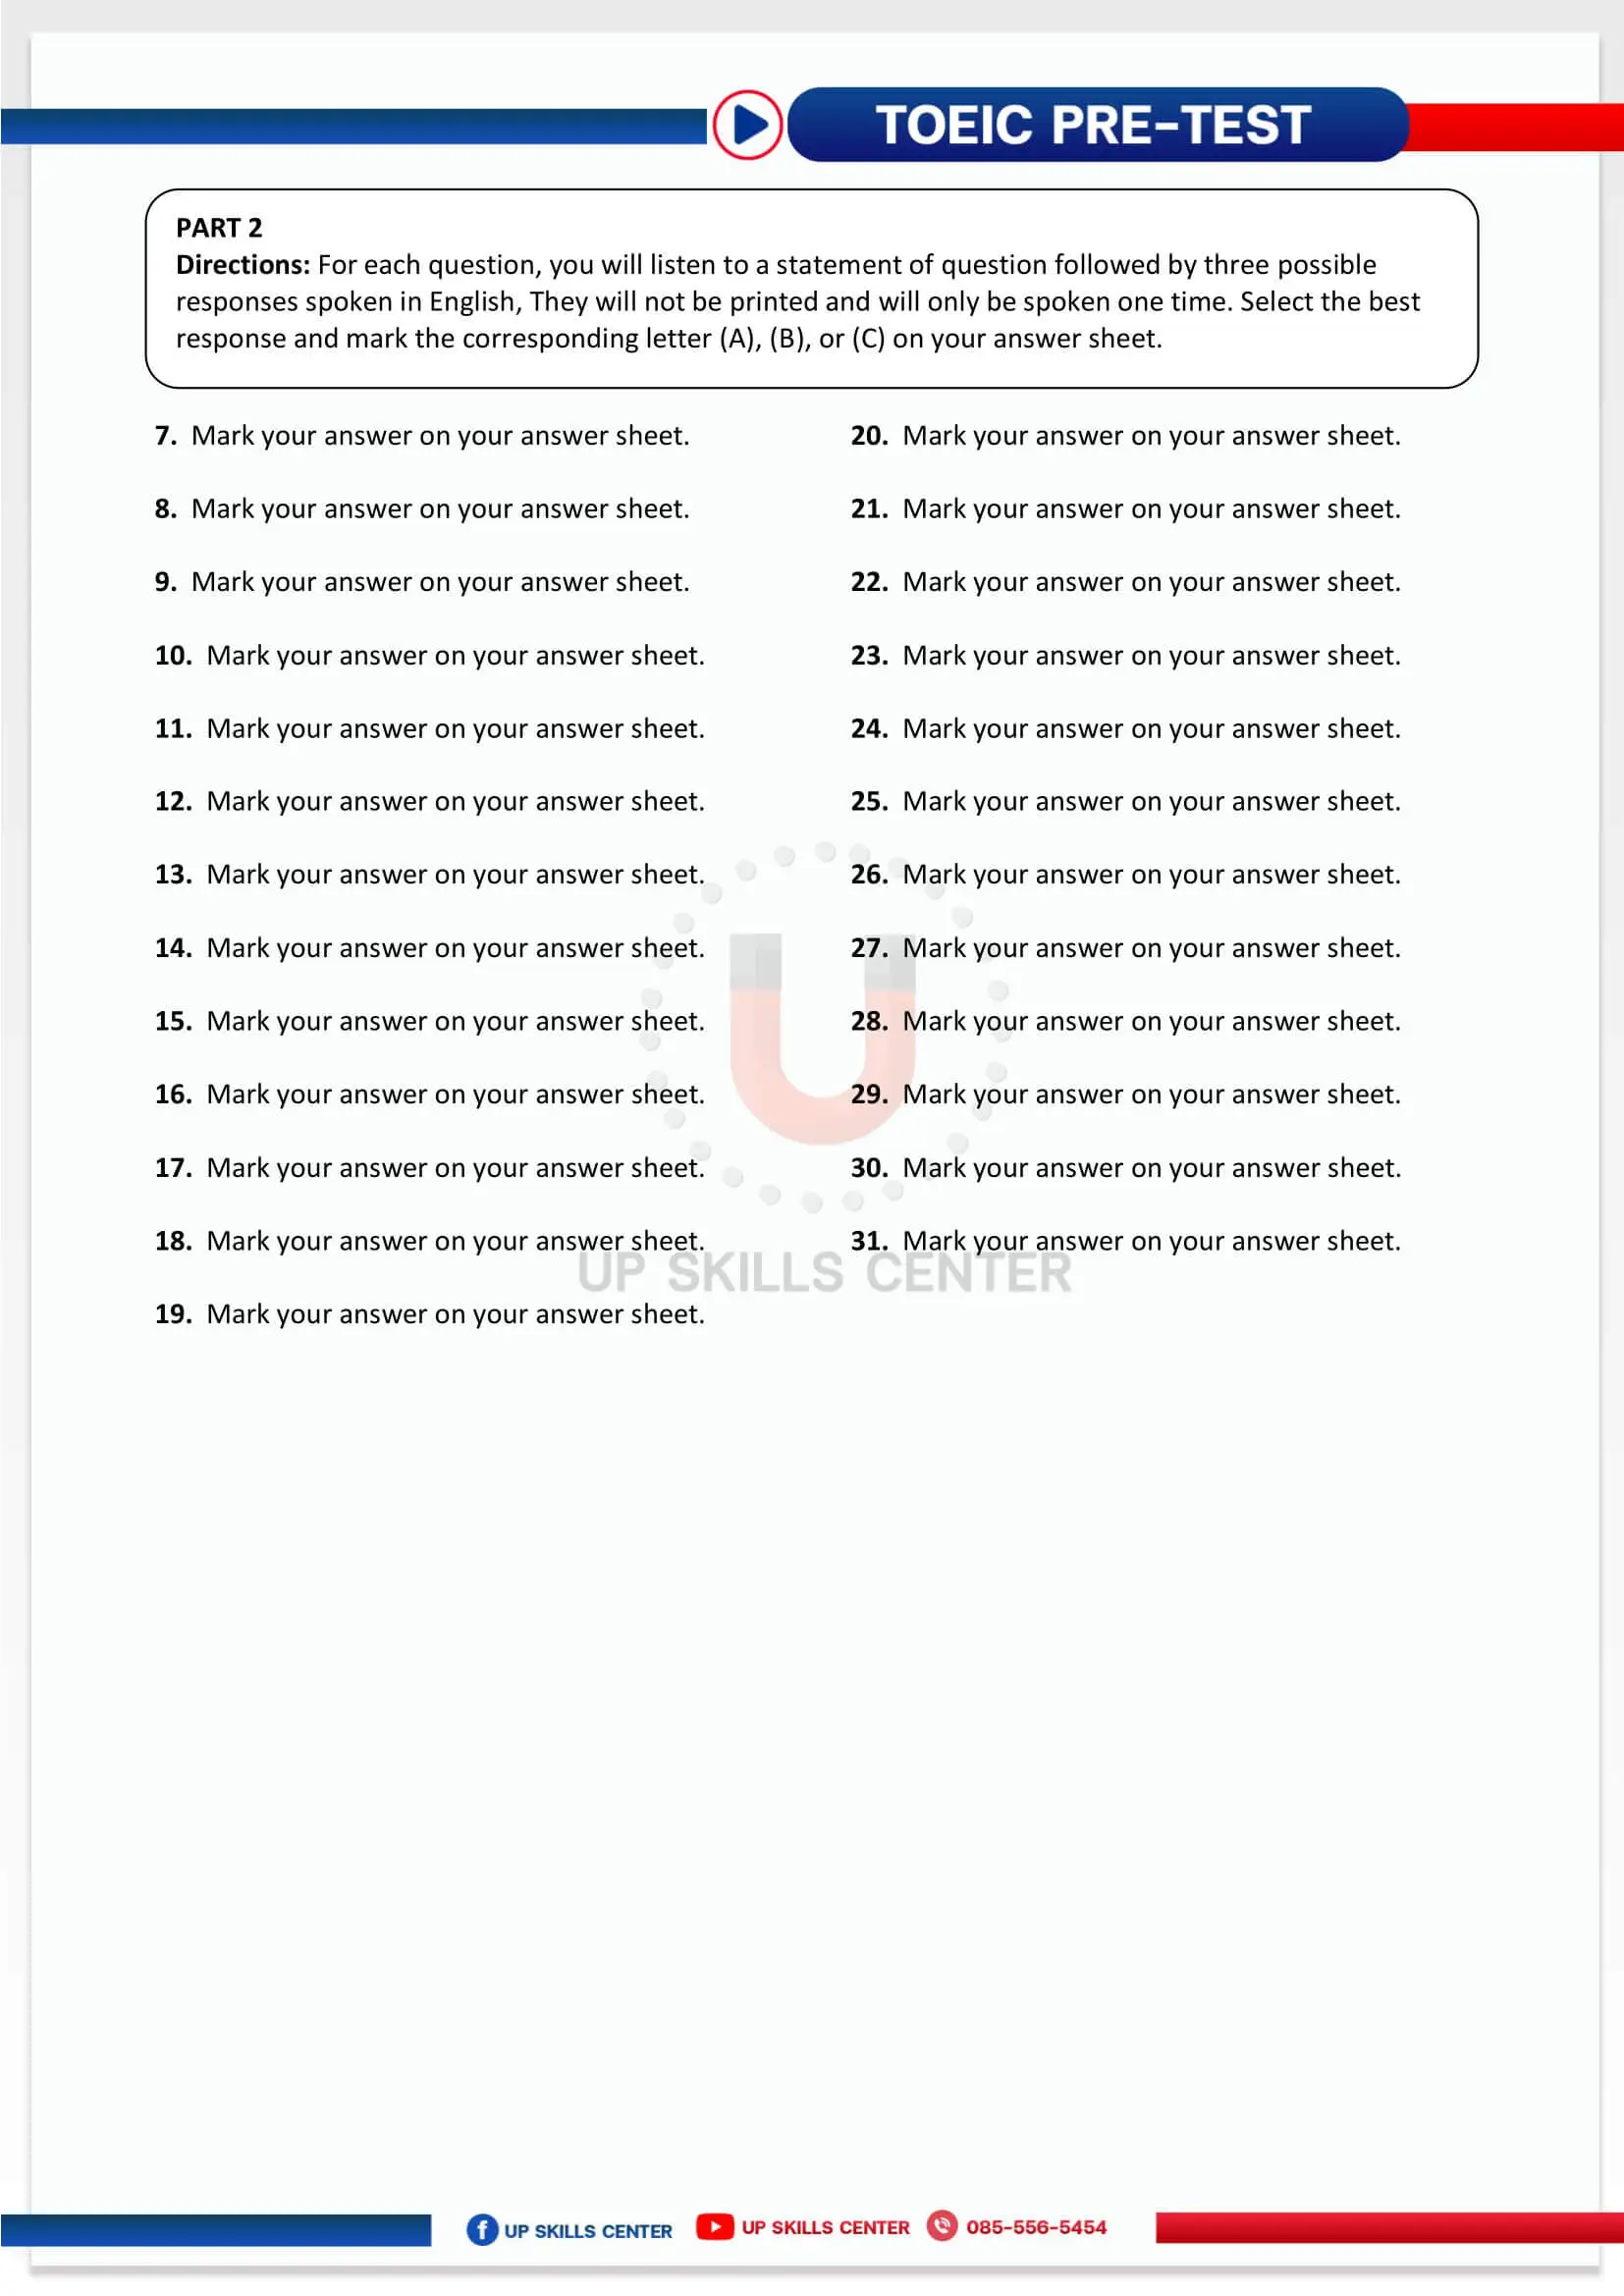 TOEIC PRE-TEST
PART 2
Directions: For each question, you will listen to a statement of question followed by three possible
responses spoken in English, They will not be printed and will only be spoken one time. Select the best
response and mark the corresponding letter (A), (B), or (C) on your answer sheet.
7. Mark your answer on your answer sheet.
8. Mark your answer on your answer sheet.
9. Mark your answer on your answer sheet.
10. Mark your answer on your answer sheet.
11. Mark your answer on your answer sheet.
12. Mark your answer on your answer sheet.
13. Mark your answer on your answer sheet.
14. Mark your answer on your answer sheet.
15. Mark your answer on your answer sheet.
16. Mark your answer on your answer sheet.
17. Mark your answer on your answer sheet.
18. Mark your answer on your answer sheet.
19. Mark your answer on your answer sheet.
20. Mark your answer on your answer sheet.
21. Mark your answer on your answer sheet.
22. Mark your answer on your answer sheet.
23. Mark your answer on your answer sheet.
24. Mark your answer on your answer sheet.
25. Mark your answer on your answer sheet.
26. Mark your answer on your answer sheet.
27. Mark your answer on your answer sheet.
28. Mark your answer on your answer sheet.
29. Mark your answer on your answer sheet.
30. Mark your answer on your answer sheet.
31. Mark your answer on your answer sheet.
UP SKILLS CENTER
UP SKILLS CENTER UP SKILLS CENTER 085-556-5454